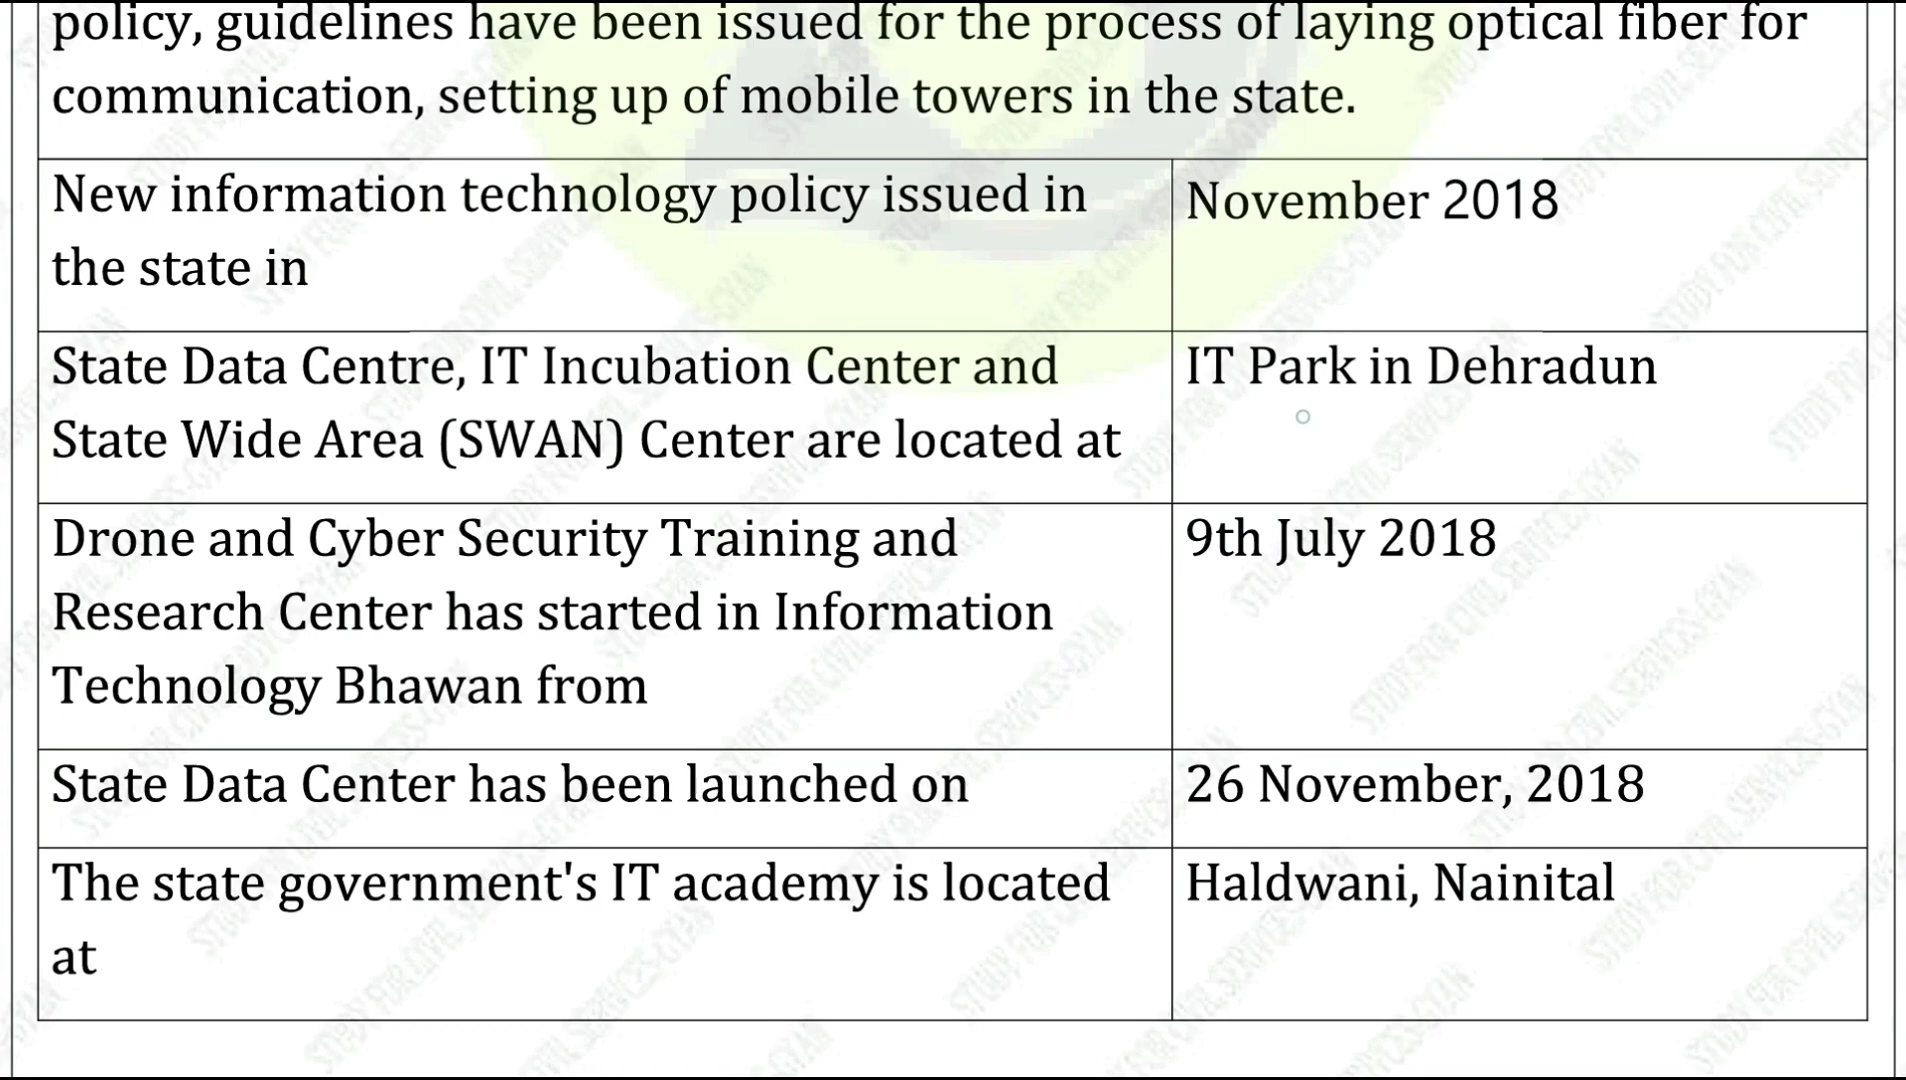 policy, guidelines have been issued for the process of laying optical fiber for
communication, setting up of mobile towers in the state.
New information technology policy issued in
the state in
November 2018
State Data Centre, IT Incubation Center and
State Wide Area (SWAN) Center are located at
IT Park in Dehradun
Drone and Cyber Security Training and
Research Center has started in Information
Technology Bhawan from
9th July 2018
State Data Center has been launched on
26 November, 2018
The state government's IT academy is located
at
Haldwani, Nainital